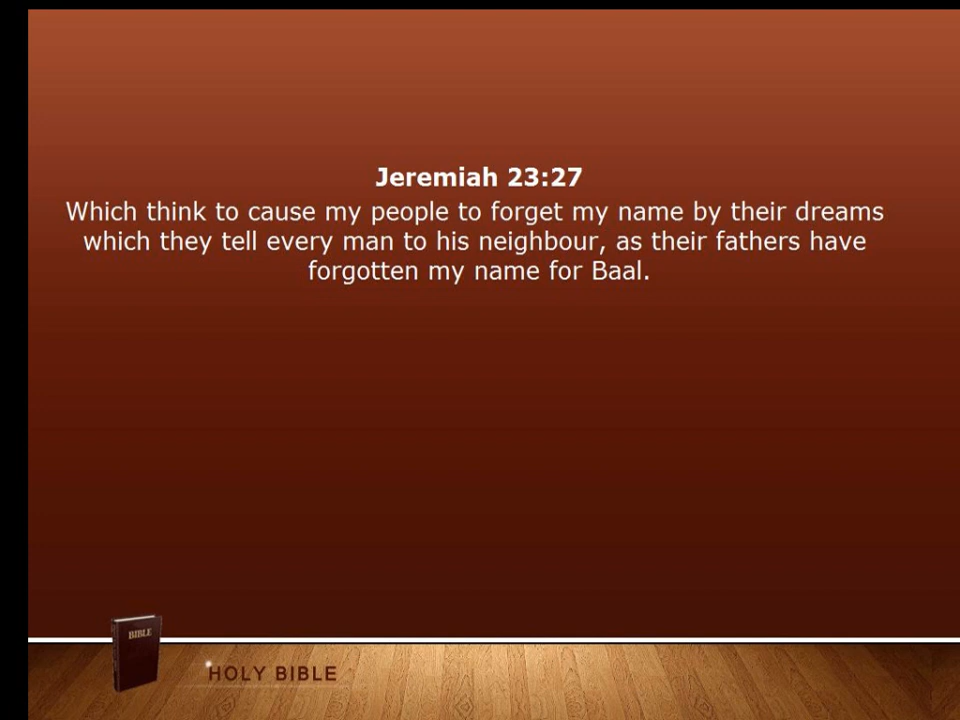 Jeremiah 23:27
Which think to cause my people to forget my name by their dreams
which they tell every man to his neighbour, as their fathers have
forgotten my name for Baal.
BIBLE
HOLY BIBLE